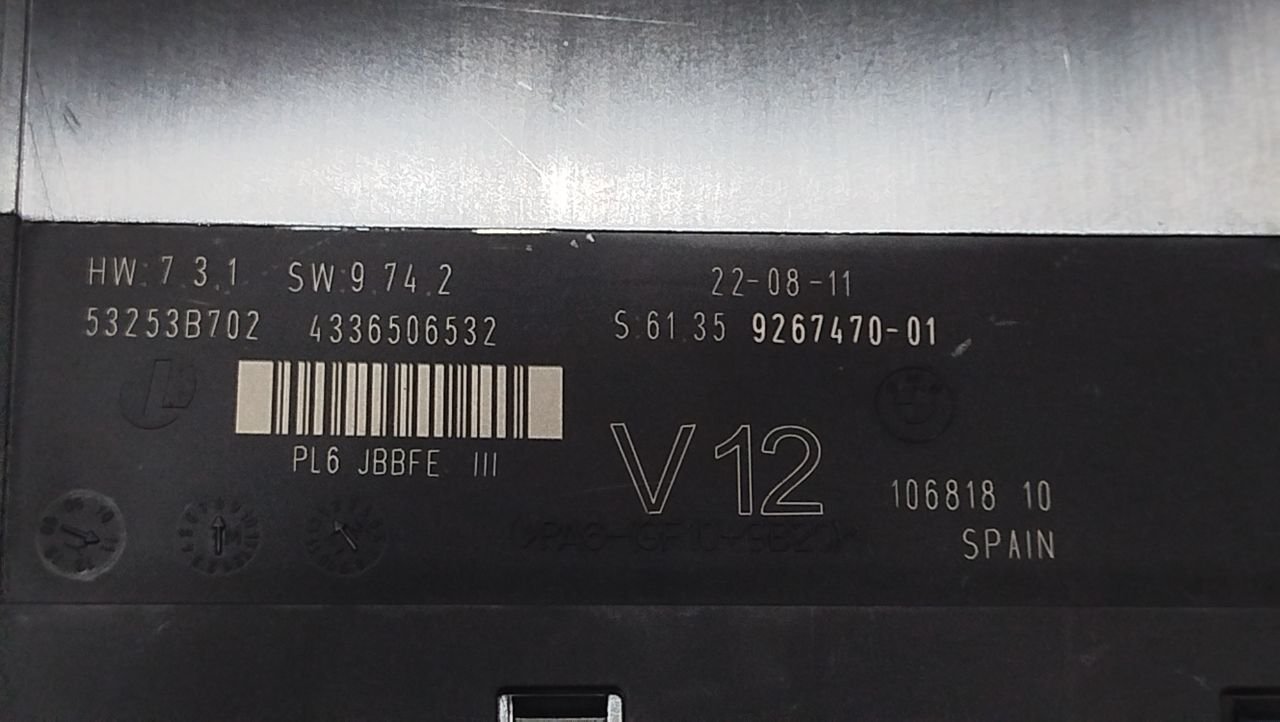 HW:7.3.1 SW:9.74.2
22-08-11
53253B702 4336506532
S:61.35 9267470-01
PL6 JBBFE III
V12
106818 10
SPAIN